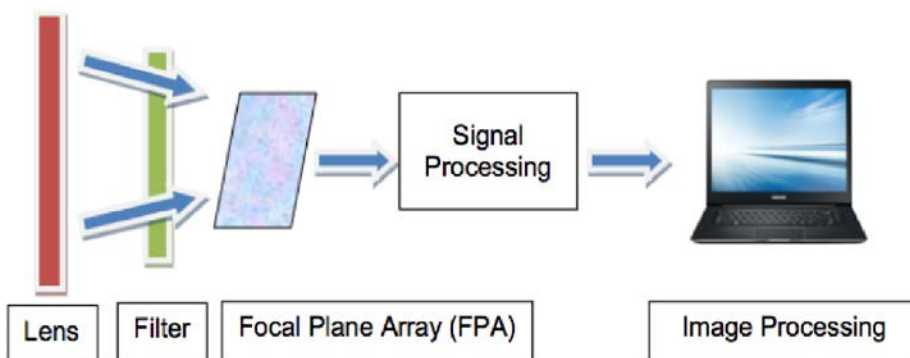 Signal
Processing
Lens
Filter
Focal Plane Array (FPA)
Image Processing